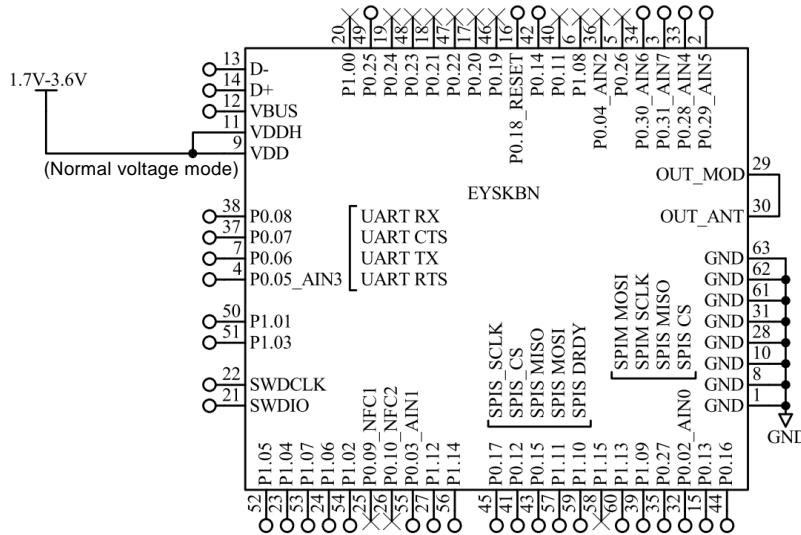 20 49 19 48 18 47 17 46 16 42 40 6 36 5 34 3 33 2
P1.00
P0.25
P0.24
P0.23
P0.21
P0.22
P0.20
P0.19
P0.18_RESET
P0.14
P0.11
P1.08
P0.04_AIN2
P0.26
P0.30_AIN6
P0.31_AIN7
P0.28_AIN4
P0.29_AIN5
1.7V-3.6V
13 D-
14 D+
12 VBUS
11 VDDH
9 VDD
(Normal voltage mode)
EYSKBN
OUT_MOD 29
OUT_ANT 30
38 P0.08 UART RX
37 P0.07 UART CTS
7 P0.06 UART TX
4 P0.05_AIN3 UART RTS
50 P1.01
51 P1.03
22 SWDCLK
21 SWDIO
GND 63
GND 62
GND 61
GND 31
GND 28
GND 10
GND 8
GND 1
GND
SPIS_SCLK
SPIS_CS
SPIS MISO
SPIS MOSI
SPIS DRDY
SPIM MOSI
SPIM SCLK
SPIS MISO
SPIS CS
P1.05
P1.04
P1.07
P1.06
P1.02
P0.09_NFC1
P0.10_NFC2
P0.03_AIN1
P1.12
P1.14
P0.17
P0.12
P0.15
P1.11
P1.10
P1.15
P1.13
P1.09
P0.27
P0.02_AIN0
P0.13
P0.16
52 23 53 24 54 25 26 55 27 56 45 41 43 57 59 58 60 39 35 32 15 44